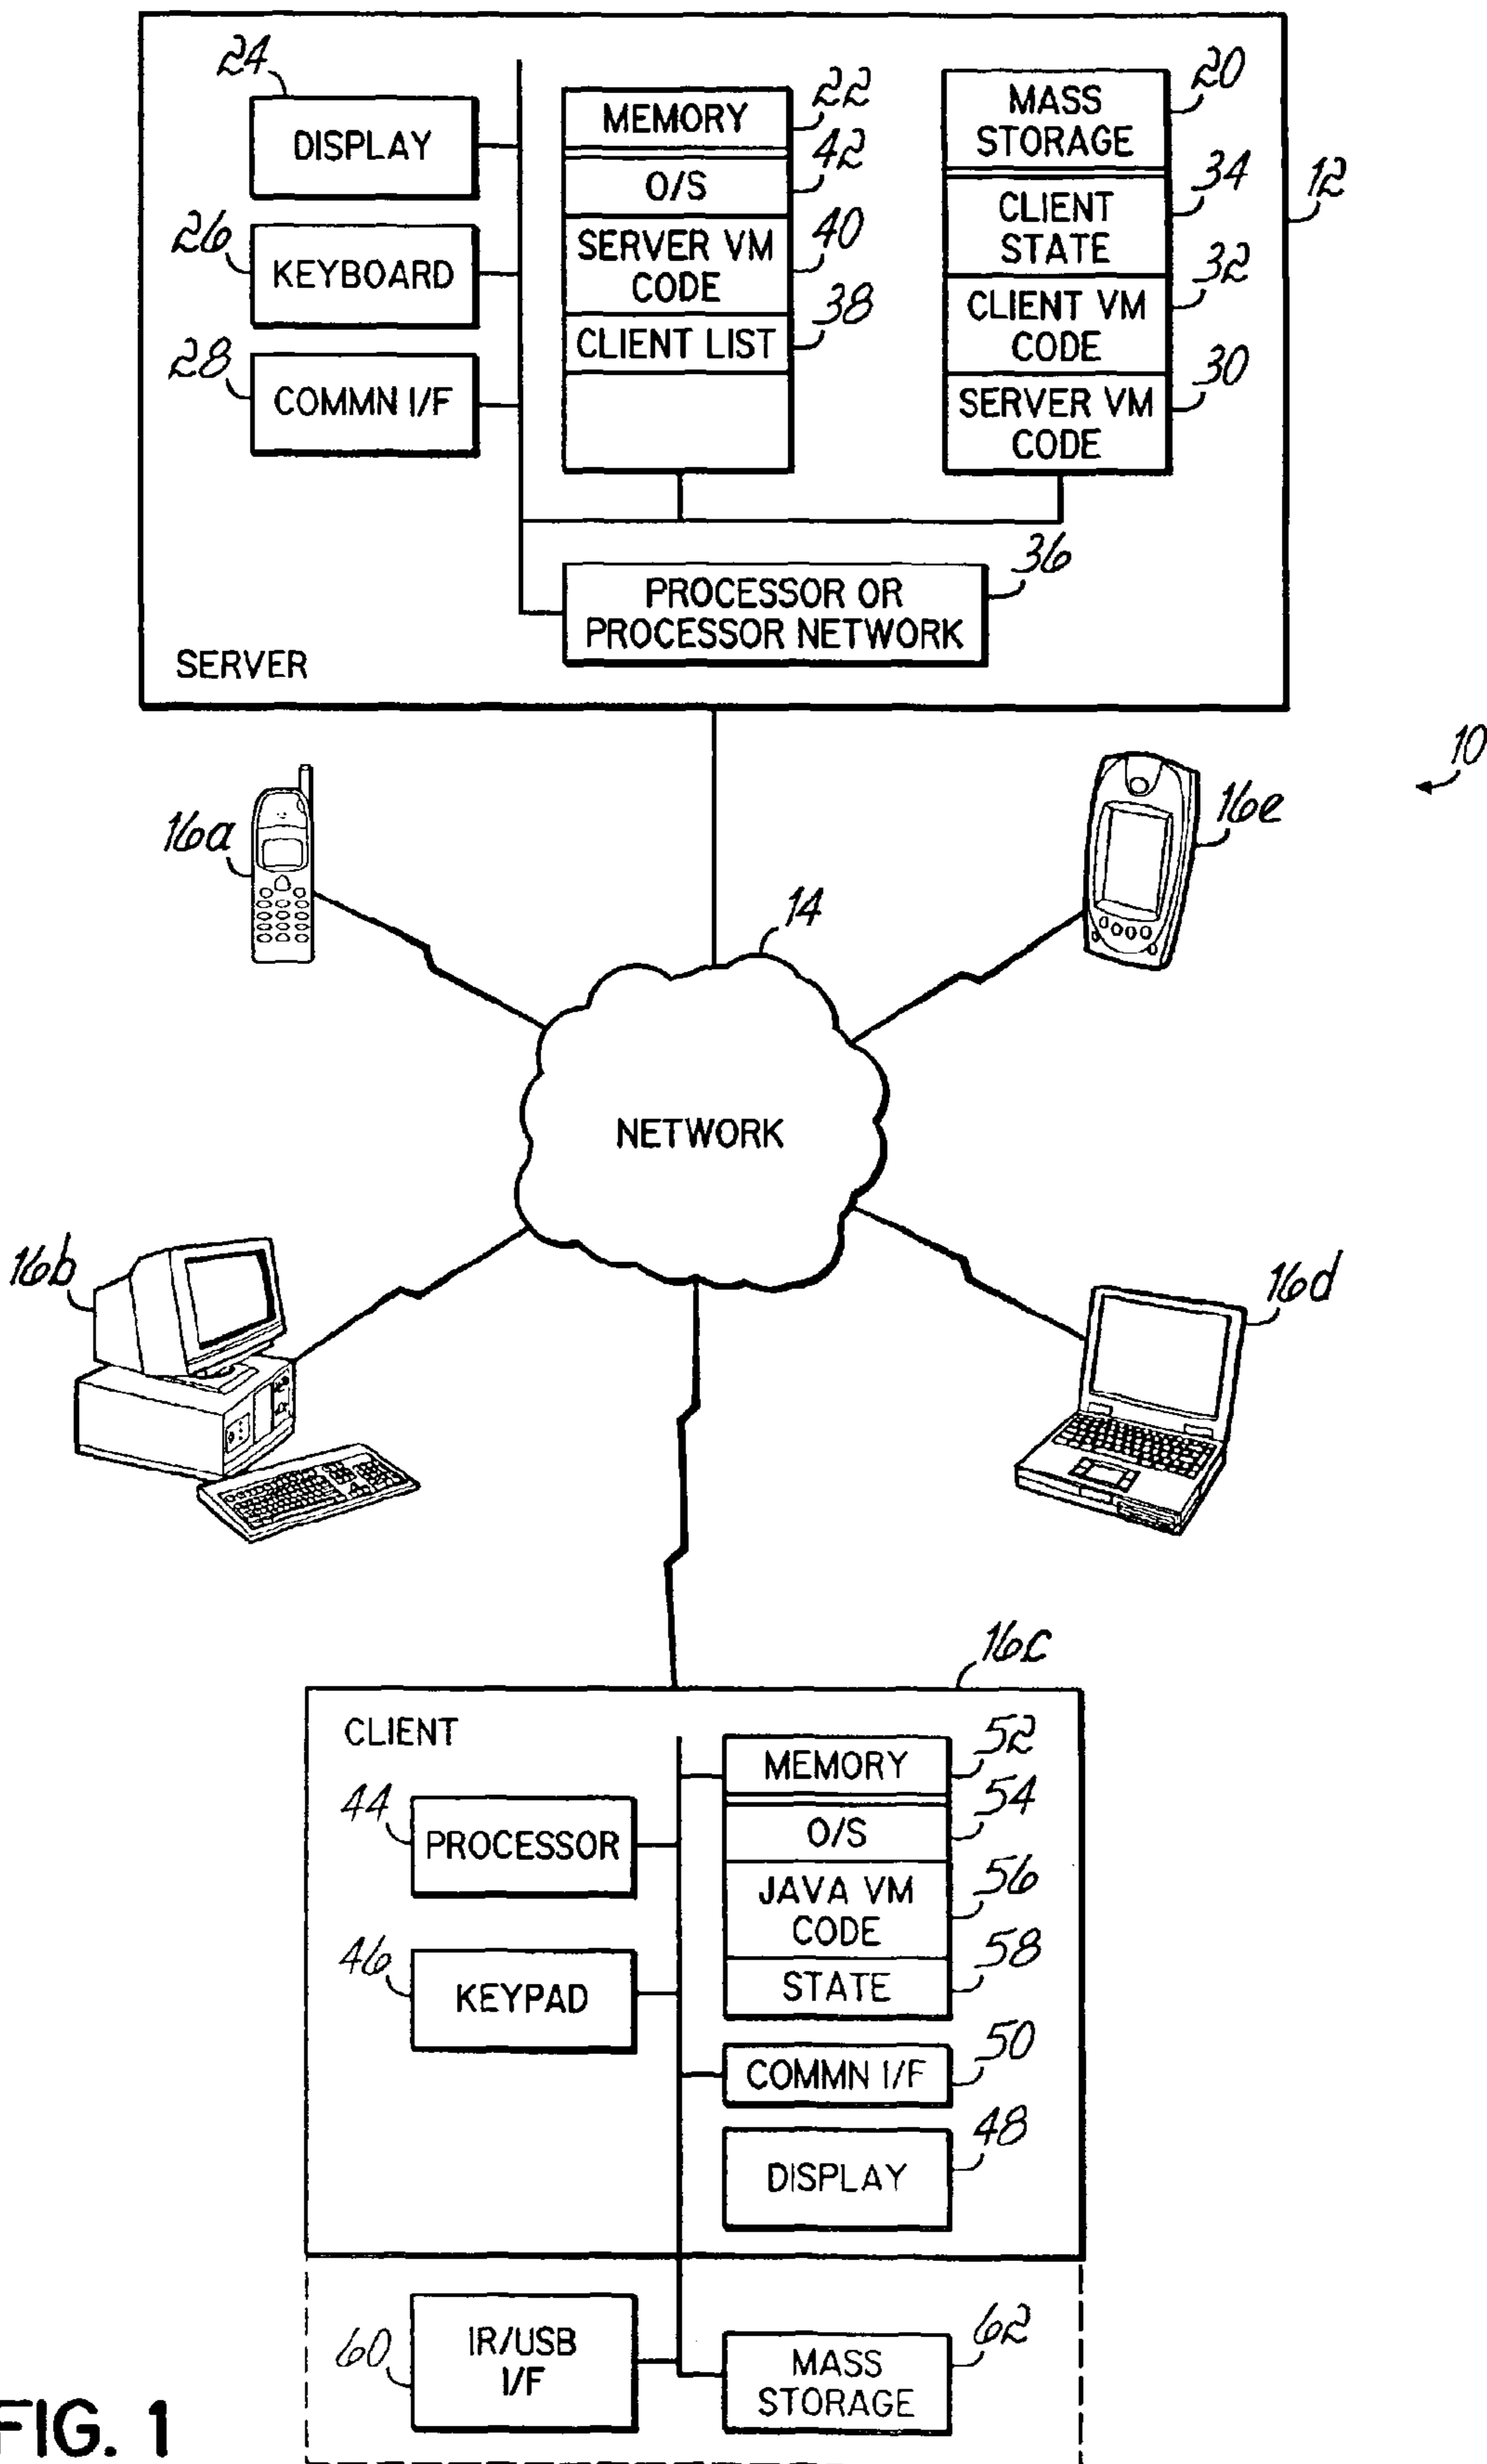 24
DISPLAY
26
KEYBOARD
28
COMMN I/F
MEMORY
22
O/S
42
SERVER VM
CODE
40
CLIENT LIST
38
MASS
STORAGE
20
CLIENT
STATE
34
CLIENT VM
CODE
32
SERVER VM
CODE
30
12
PROCESSOR OR
PROCESSOR NETWORK
36
SERVER
10
16a
16e
14
NETWORK
16b
16d
16c
CLIENT
44
PROCESSOR
46
KEYPAD
MEMORY
52
O/S
54
JAVA VM
CODE
56
STATE
58
COMMN I/F
50
DISPLAY
48
60
IR/USB
I/F
MASS
STORAGE
62
FIG. 1